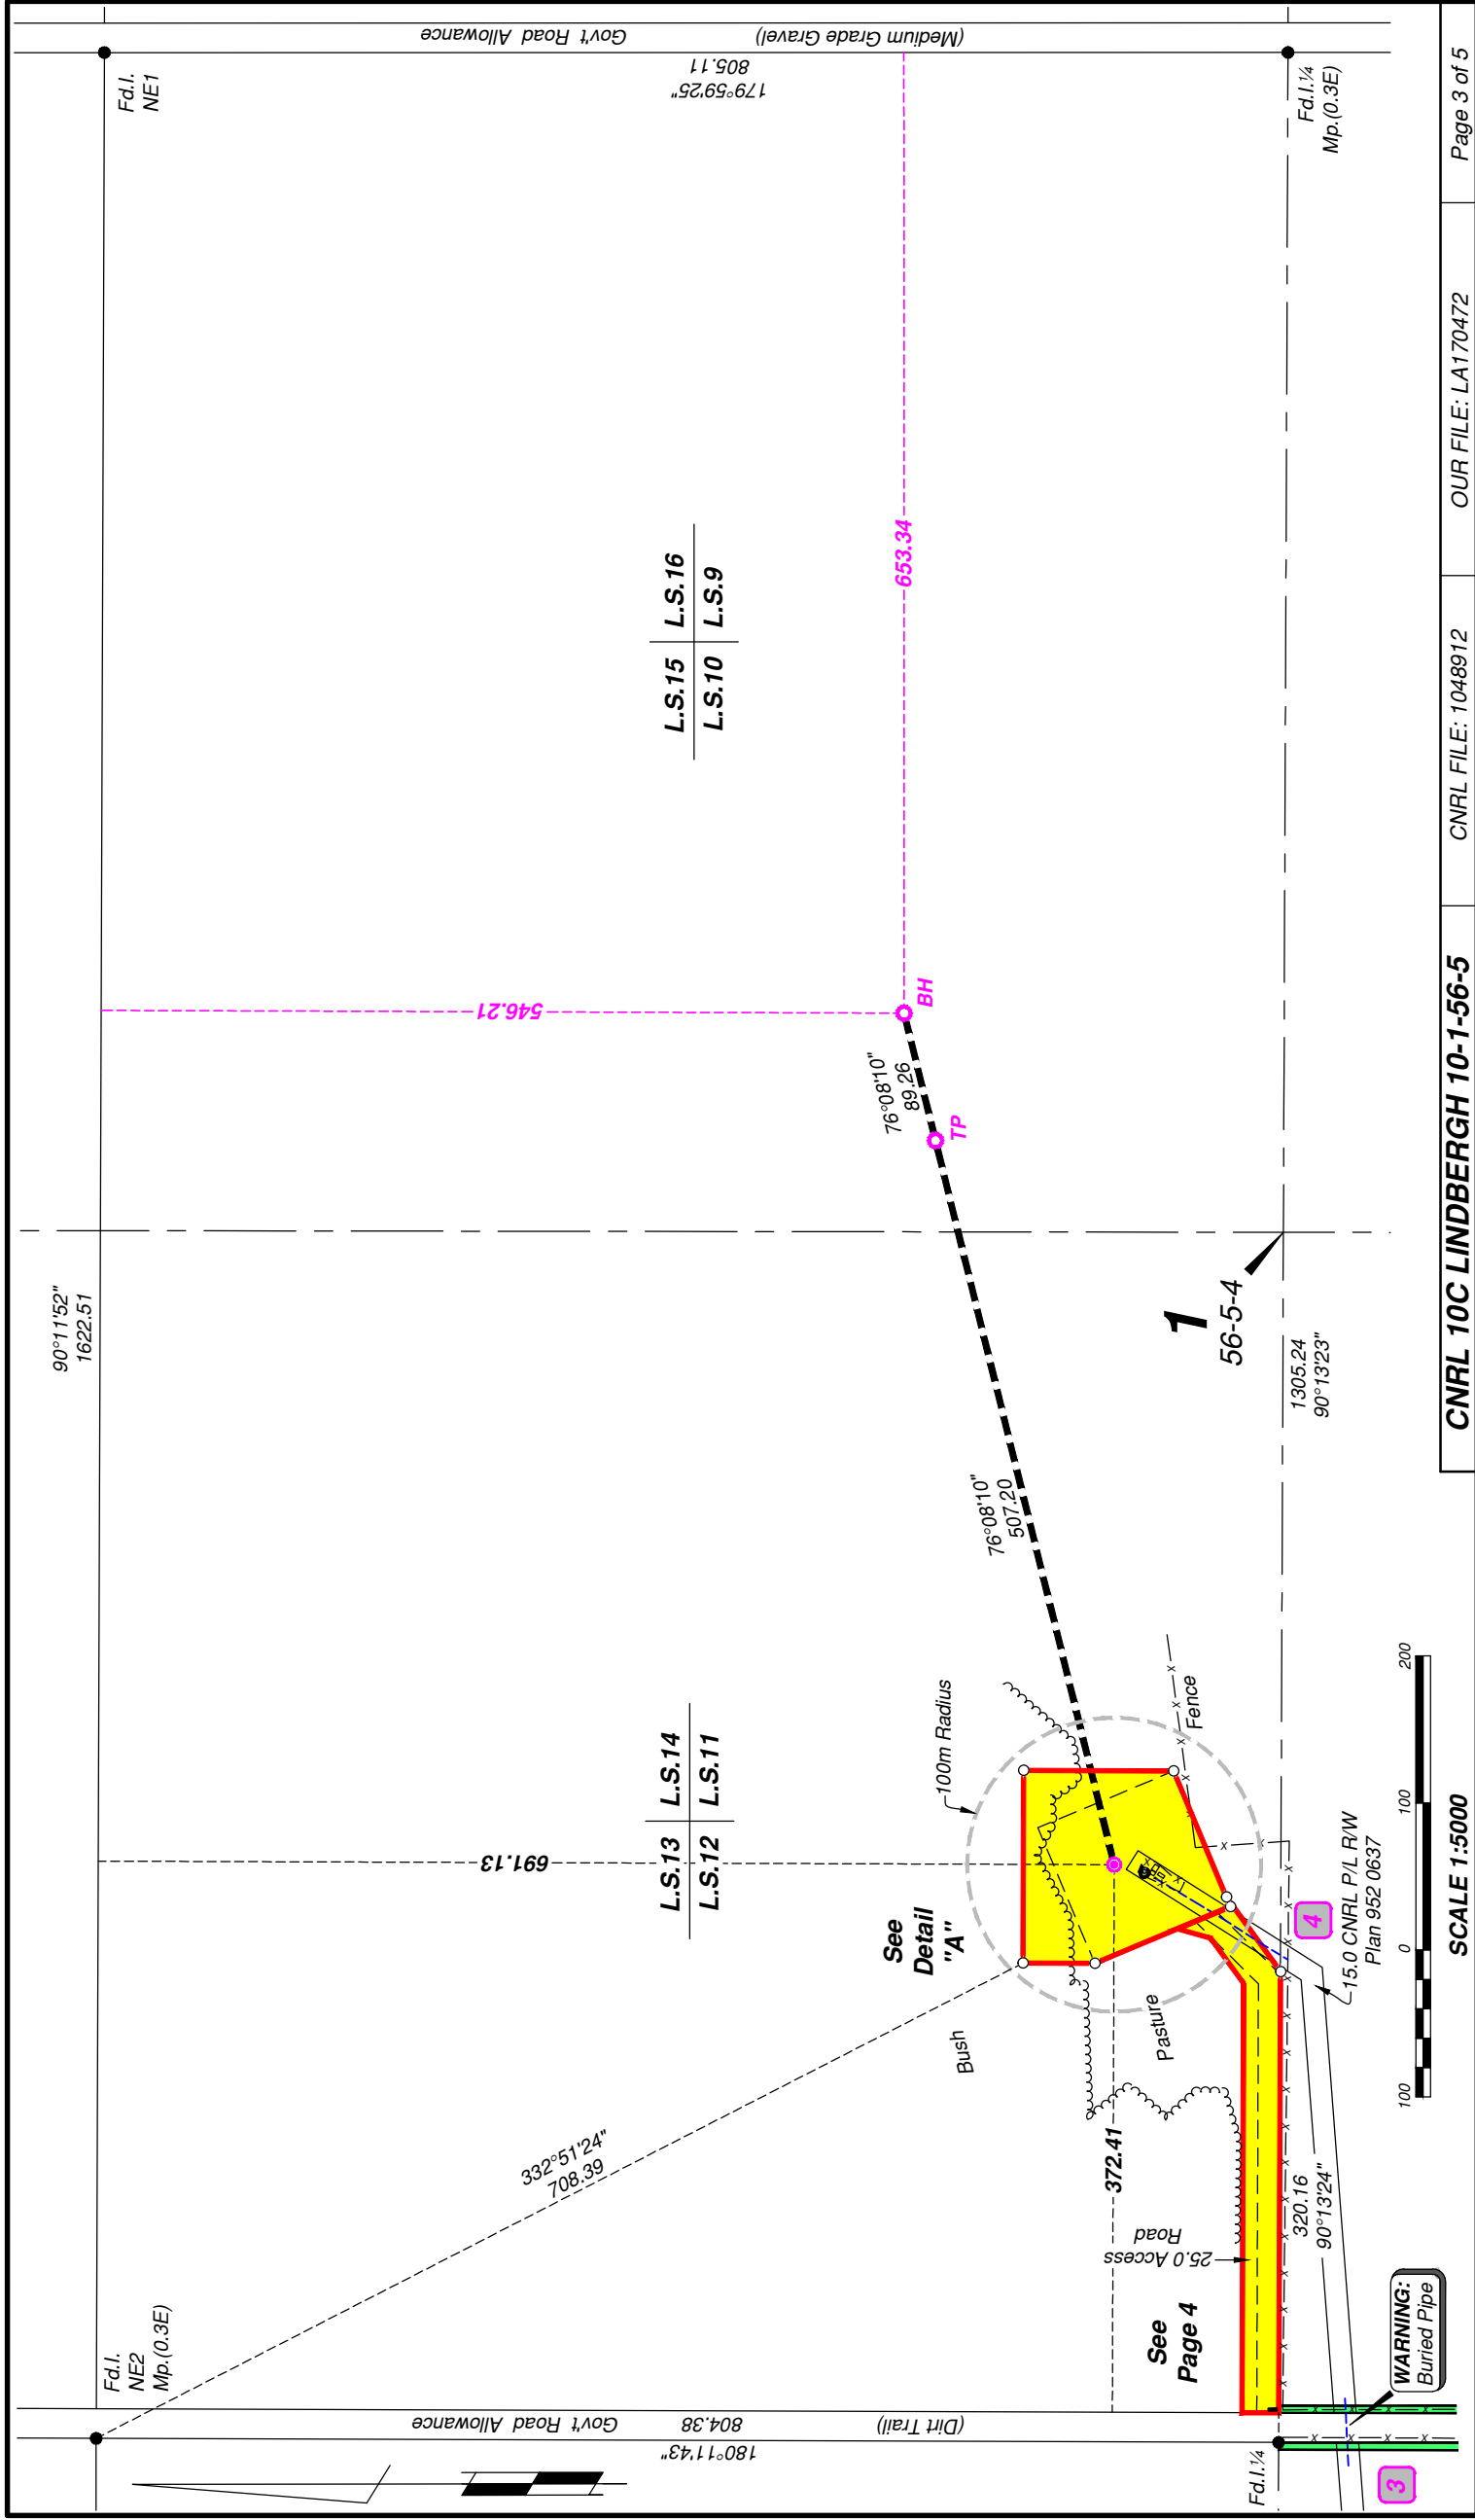 Fd.I.
NE2
Mp.(0.3E)
90°11'52"
1622.51
Fd.I.
NE1
180°11'43"
804.38
Gov't Road Allowance
(Dirt Trail)
332°51'24"
708.39
691.13
L.S.13 L.S.14
L.S.12 L.S.11
546.21
L.S.15 L.S.16
L.S.10 L.S.9
179°59'25"
805.11
Gov't Road Allowance
(Medium Grade Gravel)
653.34
BH
76°08'10"
89.26
TP
76°08'10"
507.20
See
Detail
"A"
100m Radius
Bush
Pasture
Fence
372.41
25.0 Access
Road
See
Page 4
1
56-5-4
1305.24
90°13'23"
Fd.I.¼
Mp.(0.3E)
Fd.I.¼
320.16
90°13'24"
4
15.0 CNRL P/L R/W
Plan 952 0637
3
WARNING:
Buried Pipe
100 0 100 200
SCALE 1:5000
CNRL 10C LINDBERGH 10-1-56-5
CNRL FILE: 1048912
OUR FILE: LA170472
Page 3 of 5